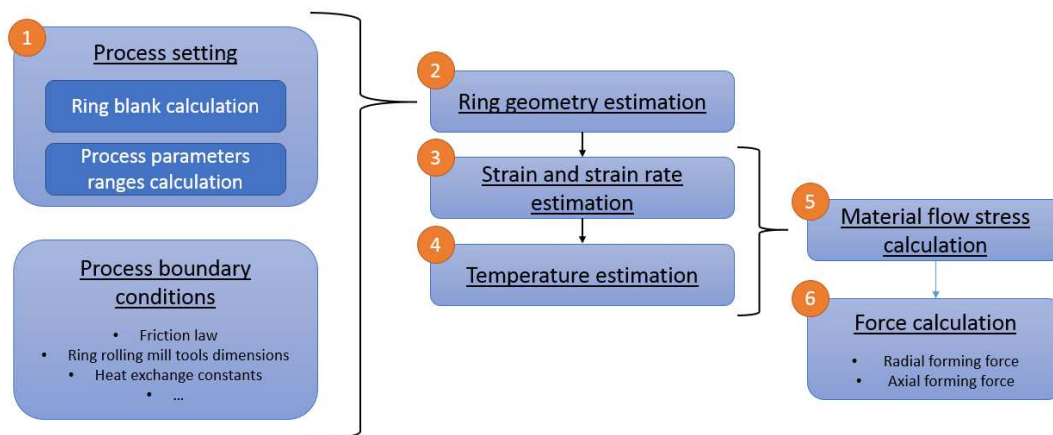 1
Process setting
Ring blank calculation
Process parameters
ranges calculation
Process boundary
conditions
• Friction law
• Ring rolling mill tools dimensions
• Heat exchange constants
• ...
2
Ring geometry estimation
3
Strain and strain rate
estimation
4
Temperature estimation
5
Material flow stress
calculation
6
Force calculation
• Radial forming force
• Axial forming force